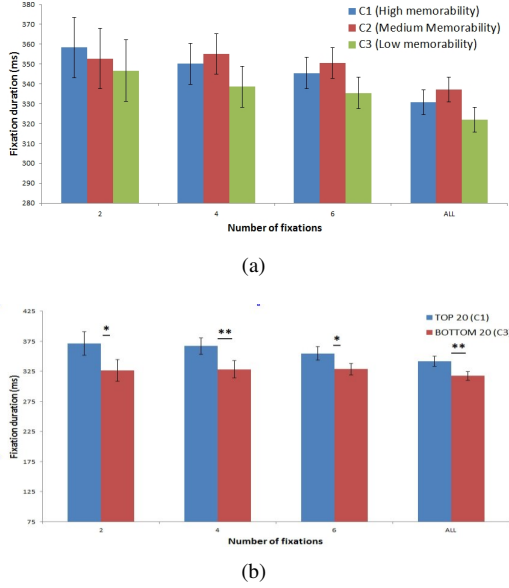 380
370
360
350
340
330
320
310
300
290
280
Fixation duration (ms)
C1 (High memorability)
C2 (Medium Memorability)
C3 (Low memorability)
2 4 6 ALL
Number of fixations
(a)
425
375
325
275
225
175
125
75
Fixation duration (ms)
TOP 20 (C1)
BOTTOM 20 (C3
* ** * **
2 4 6 ALL
Number of fixations
(b)